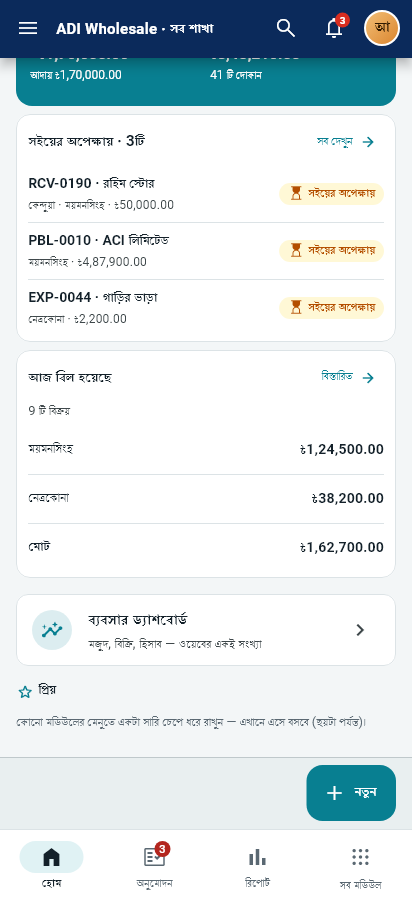 ADI Wholesale · সব শাখা
3
আ
আদায় ৳1,70,000.00
41 টি দোকান
সইয়ের অপেক্ষায় · 3টি
সব দেখুন
RCV-0190 · রহিম স্টোর
কেন্দুয়া · ময়মনসিংহ · ৳50,000.00
সইয়ের অপেক্ষায়
PBL-0010 · ACI লিমিটেড
ময়মনসিংহ · ৳4,87,900.00
সইয়ের অপেক্ষায়
EXP-0044 · গাড়ির ভাড়া
নেত্রকোনা · ৳2,200.00
সইয়ের অপেক্ষায়
আজ বিল হয়েছে
বিস্তারিত
9 টি বিক্রয়
ময়মনসিংহ
৳1,24,500.00
নেত্রকোনা
৳38,200.00
মোট
৳1,62,700.00
ব্যবসার ড্যাশবোর্ড
মজুদ, বিক্রি, হিসাব — ওয়েবের একই সংখ্যা
প্রিয়
কোনো মডিউলের মেনুতে একটা সারি চেপে ধরে রাখুন — এখানে এসে বসবে (ছয়টা পর্যন্ত)।
নতুন
হোম
3
অনুমোদন
রিপোর্ট
সব মডিউল